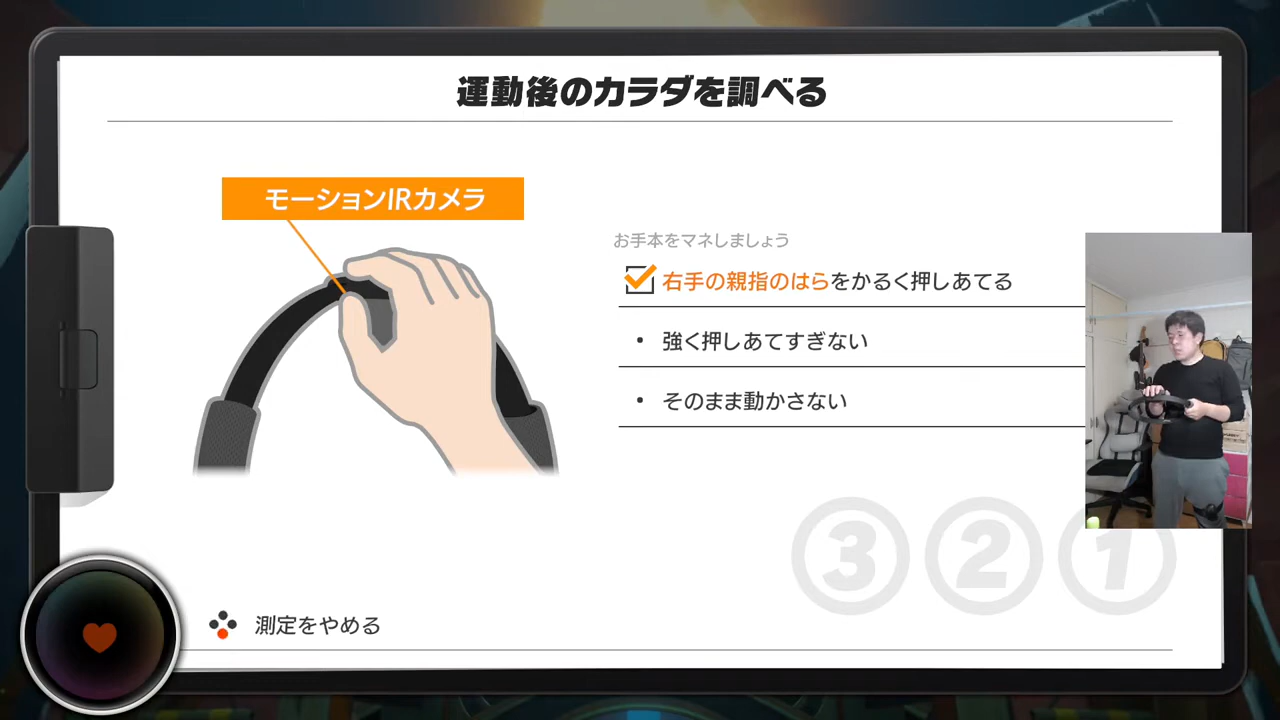 運動後のカラダを調べる
モーションIRカメラ
お手本をマネしましょう
右手の親指のはらをかるく押しあてる
・ 強く押しあてすぎない
・ そのまま動かさない
3 2 1
測定をやめる